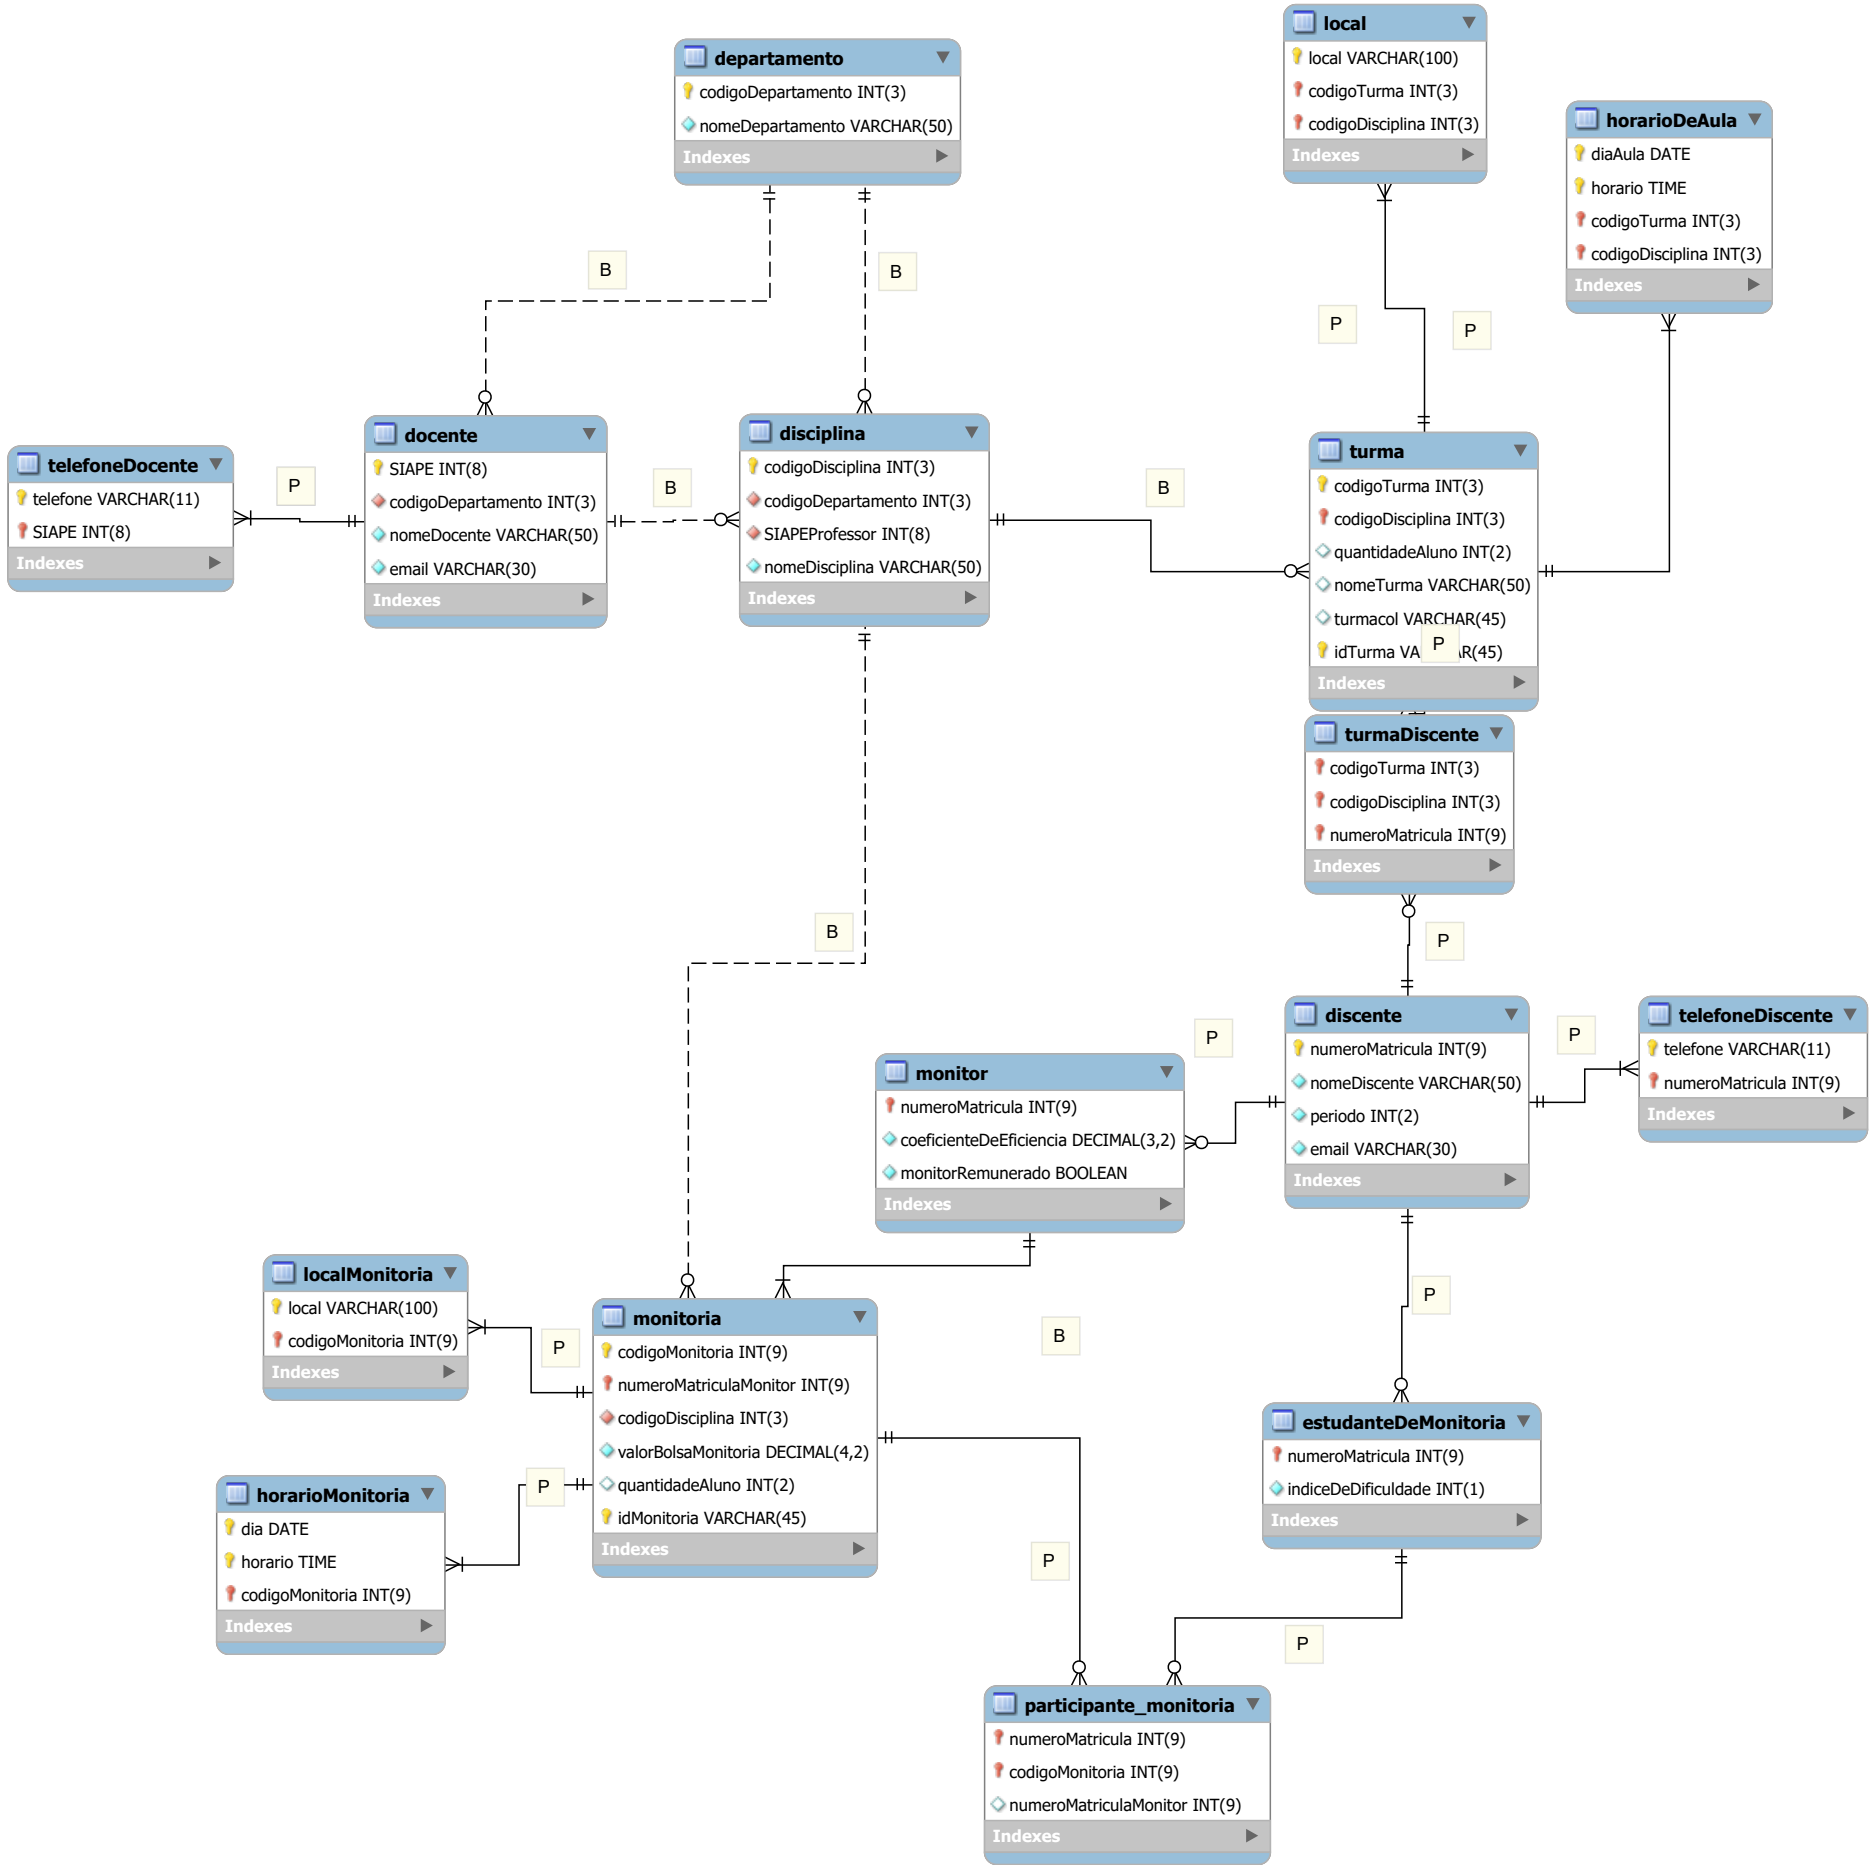 departamento
codigoDepartamento INT(3)
nomeDepartamento VARCHAR(50)
Indexes
local
local VARCHAR(100)
codigoTurma INT(3)
codigoDisciplina INT(3)
Indexes
horarioDeAula
diaAula DATE
horario TIME
codigoTurma INT(3)
codigoDisciplina INT(3)
Indexes
B
B
P
P
telefoneDocente
telefone VARCHAR(11)
SIAPE INT(8)
Indexes
P
docente
SIAPE INT(8)
codigoDepartamento INT(3)
nomeDocente VARCHAR(50)
email VARCHAR(30)
Indexes
B
disciplina
codigoDisciplina INT(3)
codigoDepartamento INT(3)
SIAPEProfessor INT(8)
nomeDisciplina VARCHAR(50)
Indexes
B
turma
codigoTurma INT(3)
codigoDisciplina INT(3)
quantidadeAluno INT(2)
nomeTurma VARCHAR(50)
turmacol VARCHAR(45)
P
idTurma VA R(45)
Indexes
turmaDiscente
codigoTurma INT(3)
codigoDisciplina INT(3)
numeroMatricula INT(9)
Indexes
B
P
P
discente
numeroMatricula INT(9)
nomeDiscente VARCHAR(50)
periodo INT(2)
email VARCHAR(30)
Indexes
P
telefoneDiscente
telefone VARCHAR(11)
numeroMatricula INT(9)
Indexes
monitor
numeroMatricula INT(9)
coeficienteDeEficiencia DECIMAL(3,2)
monitorRemunerado BOOLEAN
Indexes
localMonitoria
local VARCHAR(100)
codigoMonitoria INT(9)
Indexes
P
monitoria
codigoMonitoria INT(9)
numeroMatriculaMonitor INT(9)
codigoDisciplina INT(3)
valorBolsaMonitoria DECIMAL(4,2)
quantidadeAluno INT(2)
idMonitoria VARCHAR(45)
Indexes
B
P
estudanteDeMonitoria
numeroMatricula INT(9)
indiceDeDificuldade INT(1)
Indexes
horarioMonitoria
dia DATE
horario TIME
codigoMonitoria INT(9)
Indexes
P
P
P
participante_monitoria
numeroMatricula INT(9)
codigoMonitoria INT(9)
numeroMatriculaMonitor INT(9)
Indexes